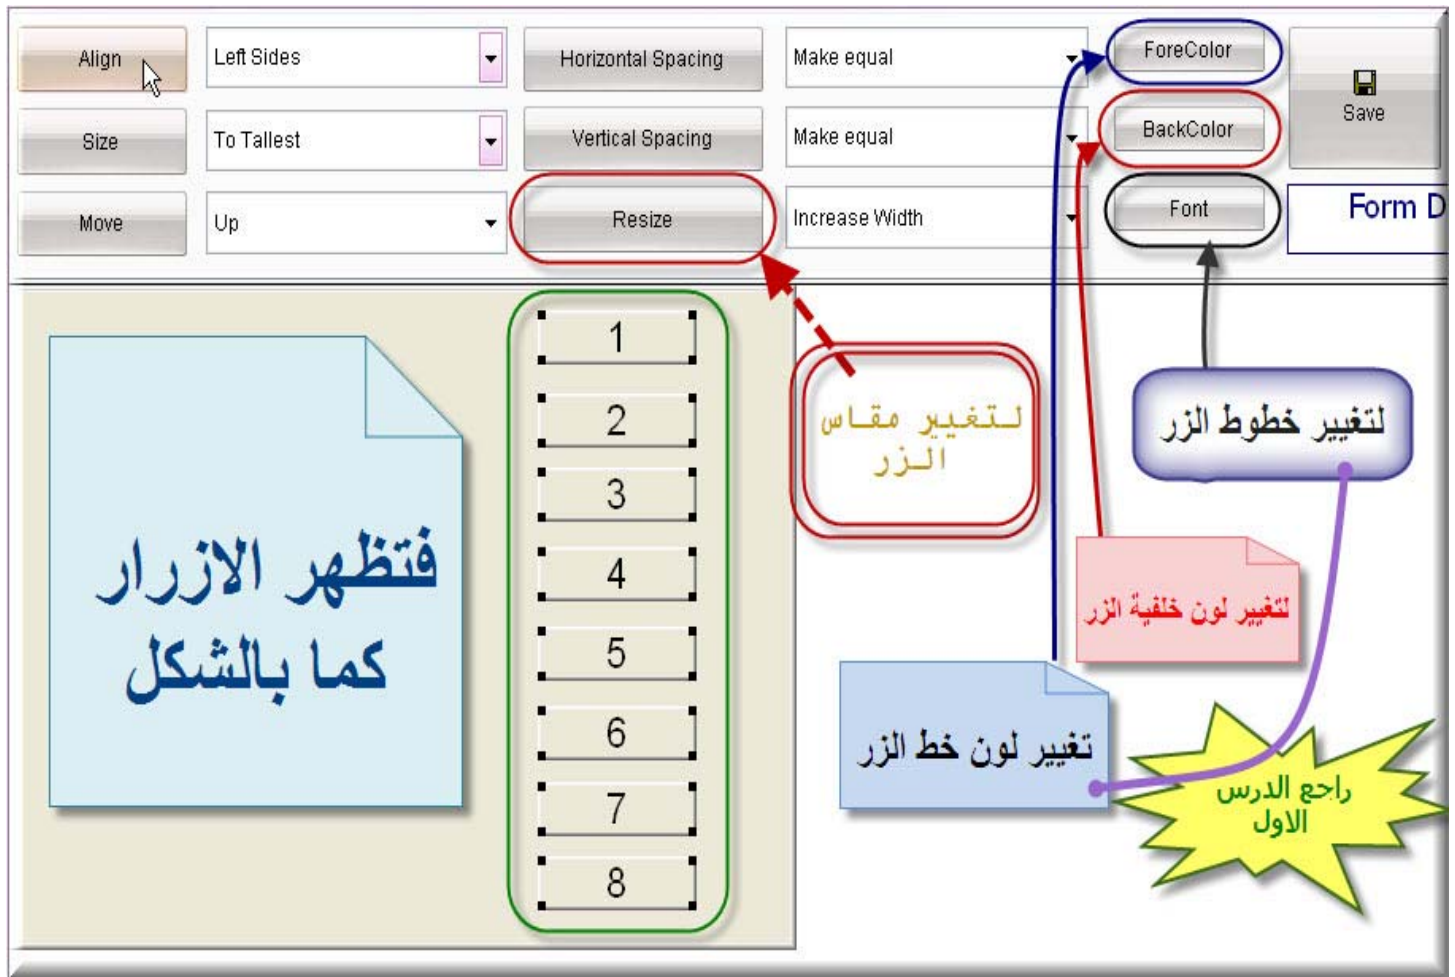 Align
Left Sides
Horizontal Spacing
Make equal
ForeColor
Save
Size
To Tallest
Vertical Spacing
Make equal
BackColor
Move
Up
Resize
Increase Width
Font
Form D
1
2
3
4
5
6
7
8
فتظهر الازرار
كما بالشكل
لتغيير مقاس
الزر
لتغيير خطوط الزر
لتغيير لون خلفية الزر
تغيير لون خط الزر
راجع الدرس
الاول